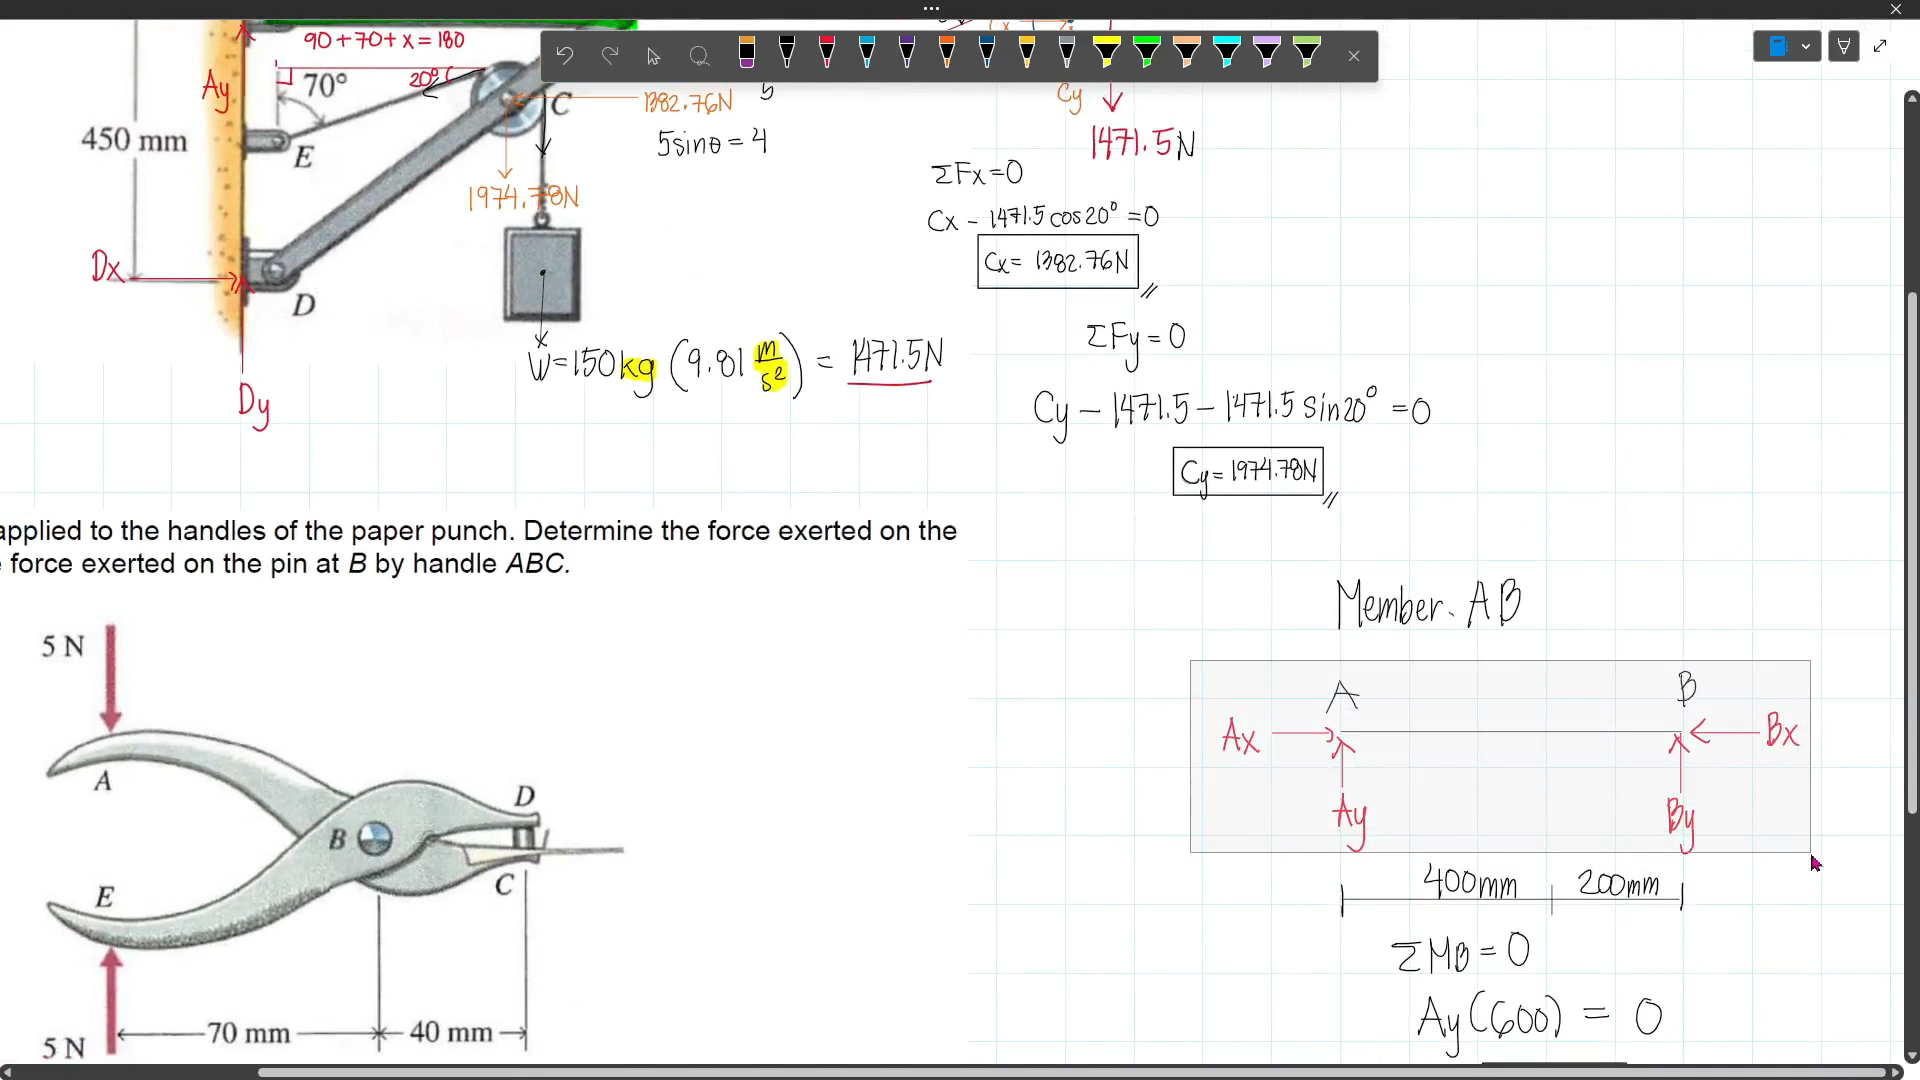 90+70+x=180
Ay
70°
20°
C
1382.76N
5
Cx
Cy
1471.5N
450 mm
E
5sinθ = 4
1974.78N
ΣFx=0
Cx - 1471.5 cos20° =0
Cx= 1382.76N
Dx
D
ΣFy= 0
W=150kg (9.81 m/s²) = 1471.5N
Dy
Cy - 1471.5 - 1471.5 sin20° =0
Cy= 1974.78N
applied to the handles of the paper punch. Determine the force exerted on the
force exerted on the pin at B by handle ABC.
Member AB
5 N
A
B
Ax
Bx
Ay
By
A
D
B
C
E
400mm
200mm
ΣMB = 0
Ay(600) = 0
70 mm
40 mm
5 N